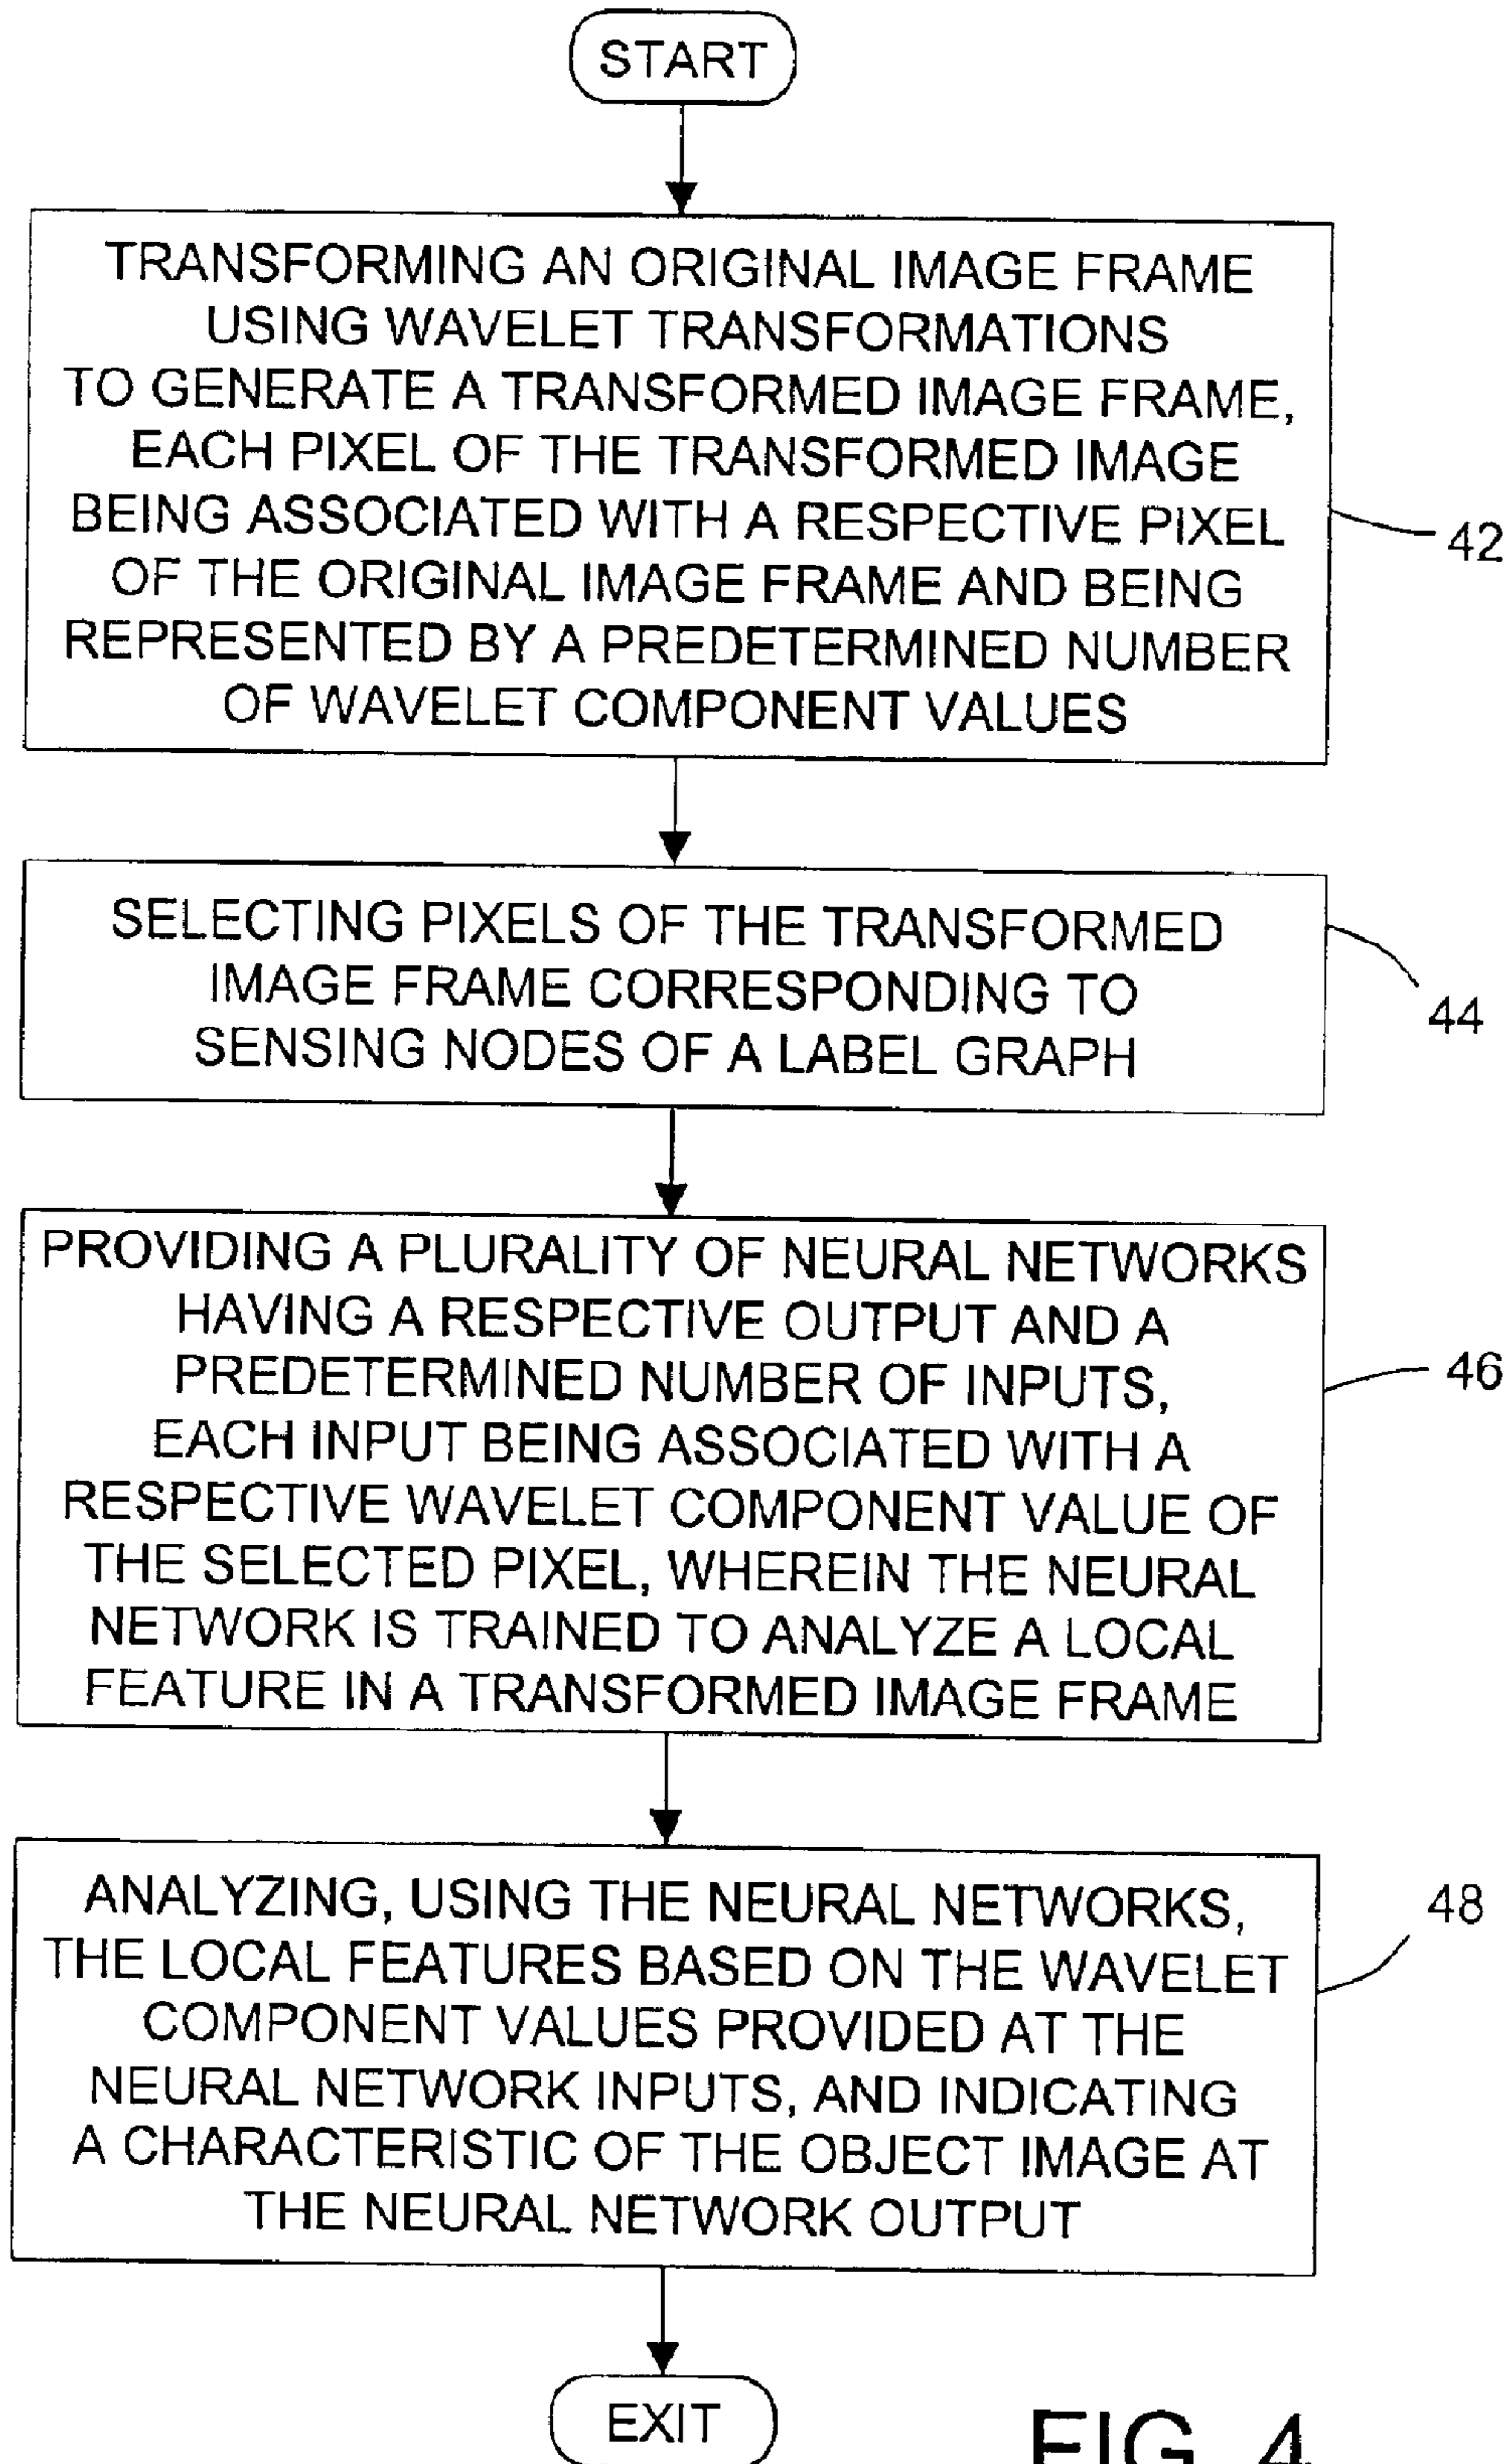 START
TRANSFORMING AN ORIGINAL IMAGE FRAME
USING WAVELET TRANSFORMATIONS
TO GENERATE A TRANSFORMED IMAGE FRAME,
EACH PIXEL OF THE TRANSFORMED IMAGE
BEING ASSOCIATED WITH A RESPECTIVE PIXEL
OF THE ORIGINAL IMAGE FRAME AND BEING
REPRESENTED BY A PREDETERMINED NUMBER
OF WAVELET COMPONENT VALUES
42
SELECTING PIXELS OF THE TRANSFORMED
IMAGE FRAME CORRESPONDING TO
SENSING NODES OF A LABEL GRAPH
44
PROVIDING A PLURALITY OF NEURAL NETWORKS
HAVING A RESPECTIVE OUTPUT AND A
PREDETERMINED NUMBER OF INPUTS,
EACH INPUT BEING ASSOCIATED WITH A
RESPECTIVE WAVELET COMPONENT VALUE OF
THE SELECTED PIXEL, WHEREIN THE NEURAL
NETWORK IS TRAINED TO ANALYZE A LOCAL
FEATURE IN A TRANSFORMED IMAGE FRAME
46
ANALYZING, USING THE NEURAL NETWORKS,
THE LOCAL FEATURES BASED ON THE WAVELET
COMPONENT VALUES PROVIDED AT THE
NEURAL NETWORK INPUTS, AND INDICATING
A CHARACTERISTIC OF THE OBJECT IMAGE AT
THE NEURAL NETWORK OUTPUT
48
EXIT
FIG. 4